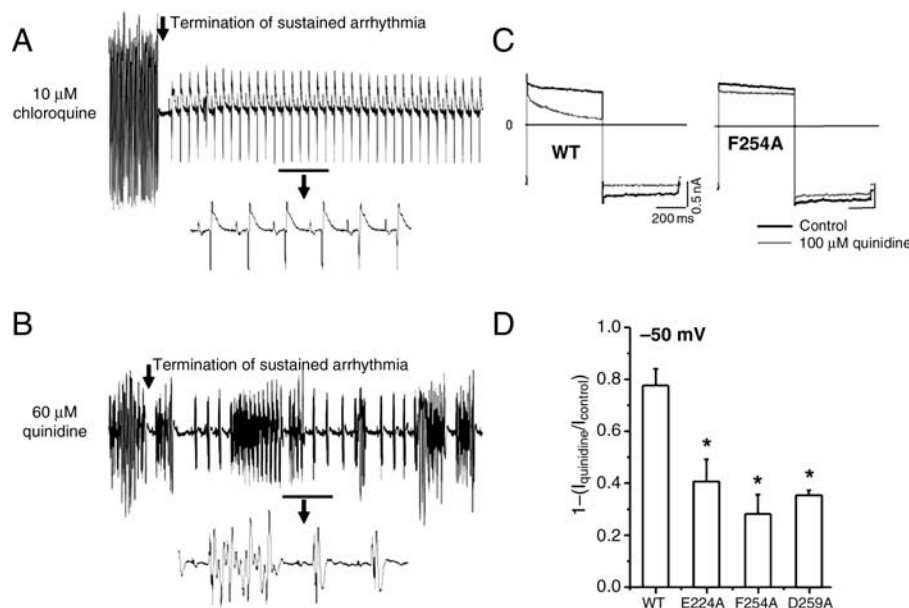 A
Termination of sustained arrhythmia
10 μM
chloroquine
B
Termination of sustained arrhythmia
60 μM
quinidine
C
0
WT
F254A
0.5 nA
200 ms
Control
100 μM quinidine
D
–50 mV
1–(Iquinidine/Icontrol)
1.0
0.8
0.6
0.4
0.2
0.0
*
*
*
WT
E224A
F254A
D259A